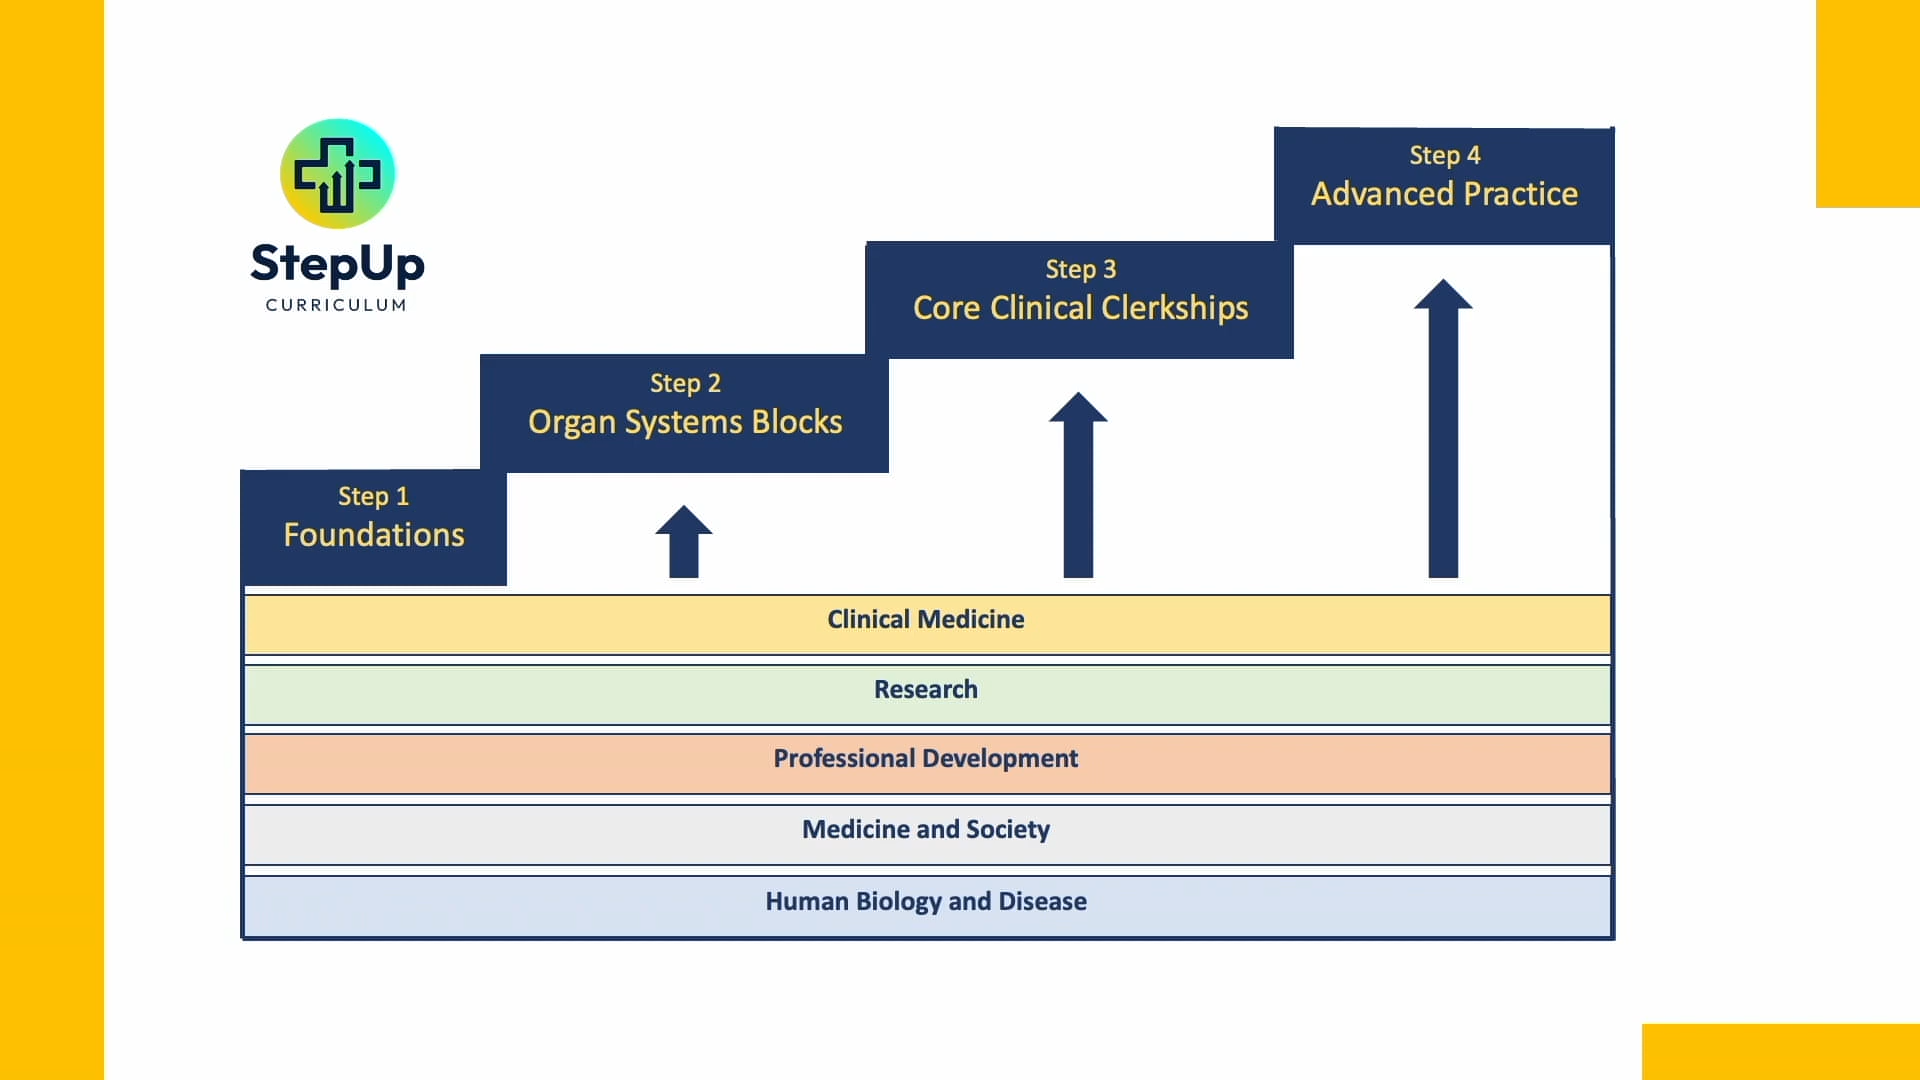 StepUp
CURRICULUM
Step 1
Foundations
Step 2
Organ Systems Blocks
Step 3
Core Clinical Clerkships
Step 4
Advanced Practice
Clinical Medicine
Research
Professional Development
Medicine and Society
Human Biology and Disease